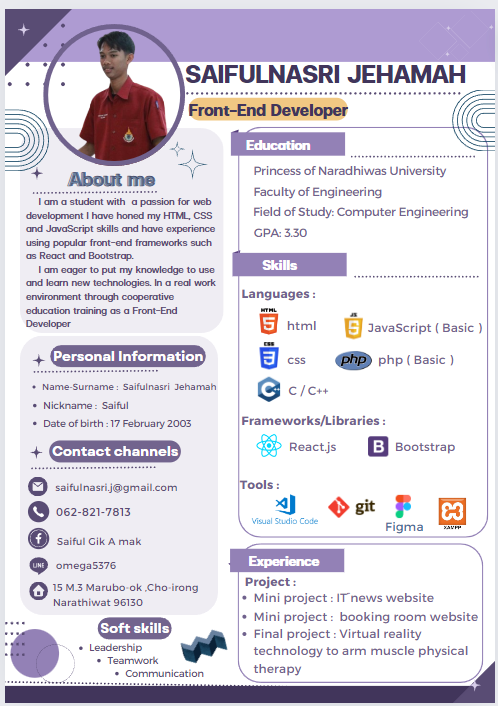 SAIFULNASRI JEHAMAH
Front-End Developer
About me
I am a student with a passion for web
development I have honed my HTML, CSS
and JavaScript skills and have experience
using popular front-end frameworks such
as React and Bootstrap.
I am eager to put my knowledge to use
and learn new technologies. In a real work
environment through cooperative
education training as a Front-End
Developer
Personal Information
• Name-Surname : Saifulnasri Jehamah
• Nickname : Saiful
• Date of birth : 17 February 2003
Contact channels
saifulnasri.j@gmail.com
062-821-7813
Saiful Gik A mak
LINE
omega5376
15 M.3 Marubo-ok ,Cho-irong
Narathiwat 96130
Soft skills
• Leadership
• Teamwork
• Communication
Education
Princess of Naradhiwas University
Faculty of Engineering
Field of Study: Computer Engineering
GPA: 3.30
Skills
Languages :
HTML
5
html
JS
JavaScript ( Basic )
CSS
3
css
php
php ( Basic )
C
C / C++
Frameworks/Libraries :
React.js
B
Bootstrap
Tools :
Visual Studio Code
git
Figma
XAMPP
Experience
Project :
• Mini project : IT news website
• Mini project : booking room website
• Final project : Virtual reality
technology to arm muscle physical
therapy